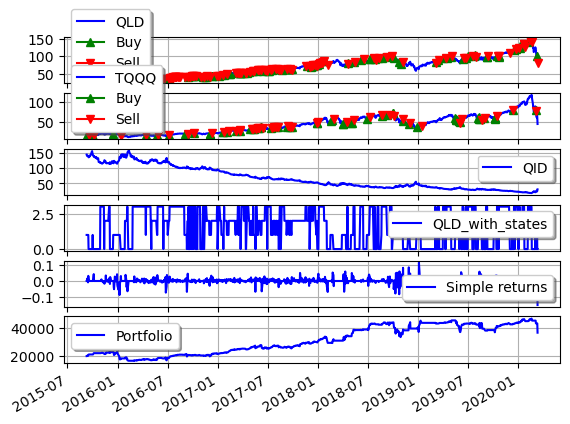 QLD
Buy
Sell
150
100
50
TQQQ
Buy
Sell
100
50
150
100
50
QID
2.5
0.0
QLD_with_states
0.1
0.0
−0.1
Simple returns
40000
20000
Portfolio
2015-07
2016-01
2016-07
2017-01
2017-07
2018-01
2018-07
2019-01
2019-07
2020-01